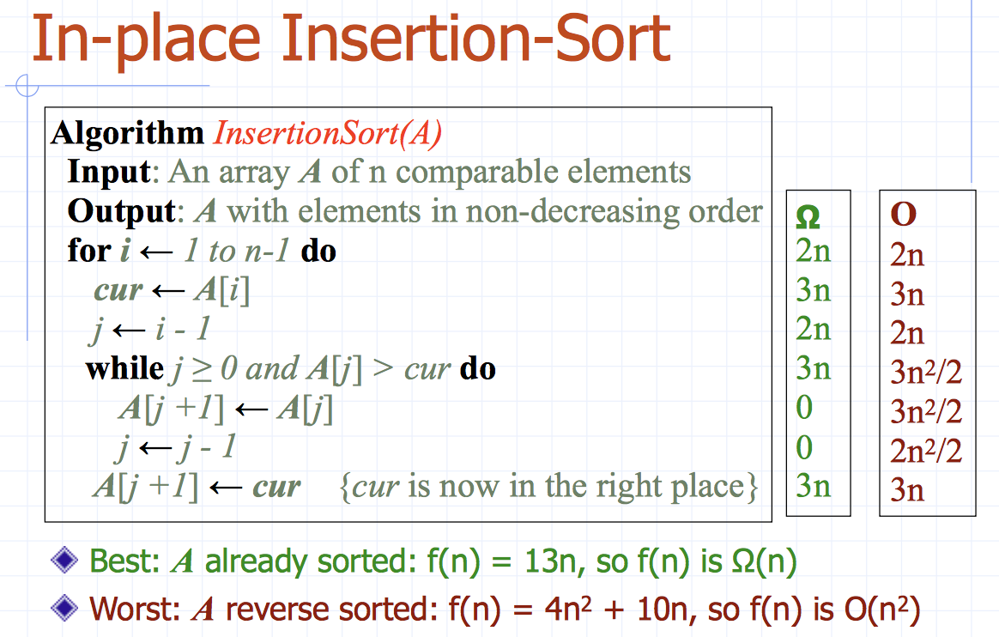 In-place Insertion-Sort
Algorithm InsertionSort(A)
Input: An array A of n comparable elements
Output: A with elements in non-decreasing order
for i ← 1 to n-1 do
cur ← A[i]
j ← i - 1
while j ≥ 0 and A[j] > cur do
A[j +1] ← A[j]
j ← j - 1
A[j +1] ← cur {cur is now in the right place}
Ω
2n
3n
2n
3n
0
0
3n
O
2n
3n
2n
3n²/2
3n²/2
2n²/2
3n
Best: A already sorted: f(n) = 13n, so f(n) is Ω(n)
Worst: A reverse sorted: f(n) = 4n² + 10n, so f(n) is O(n²)